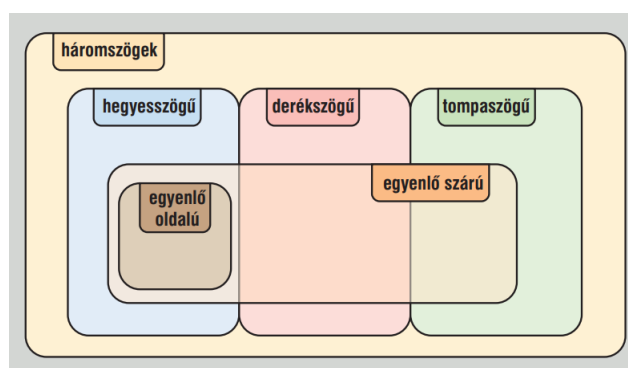 háromszögek
hegyesszögű
derékszögű
tompaszögű
egyenlő szárú
egyenlő
oldalú